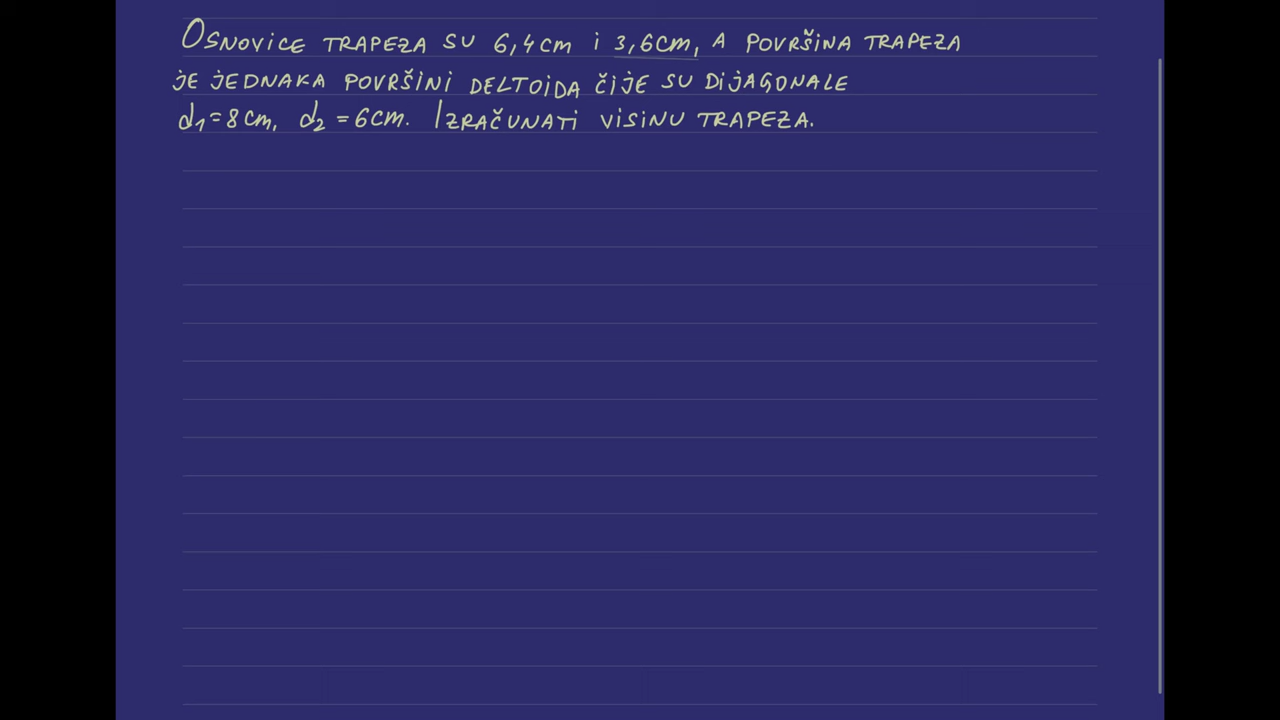 Osnovice trapeza su 6,4cm i 3,6cm, a površina trapeza
je jednaka površini deltoida čije su dijagonale
d₁=8cm, d₂=6cm. Izračunati visinu trapeza.